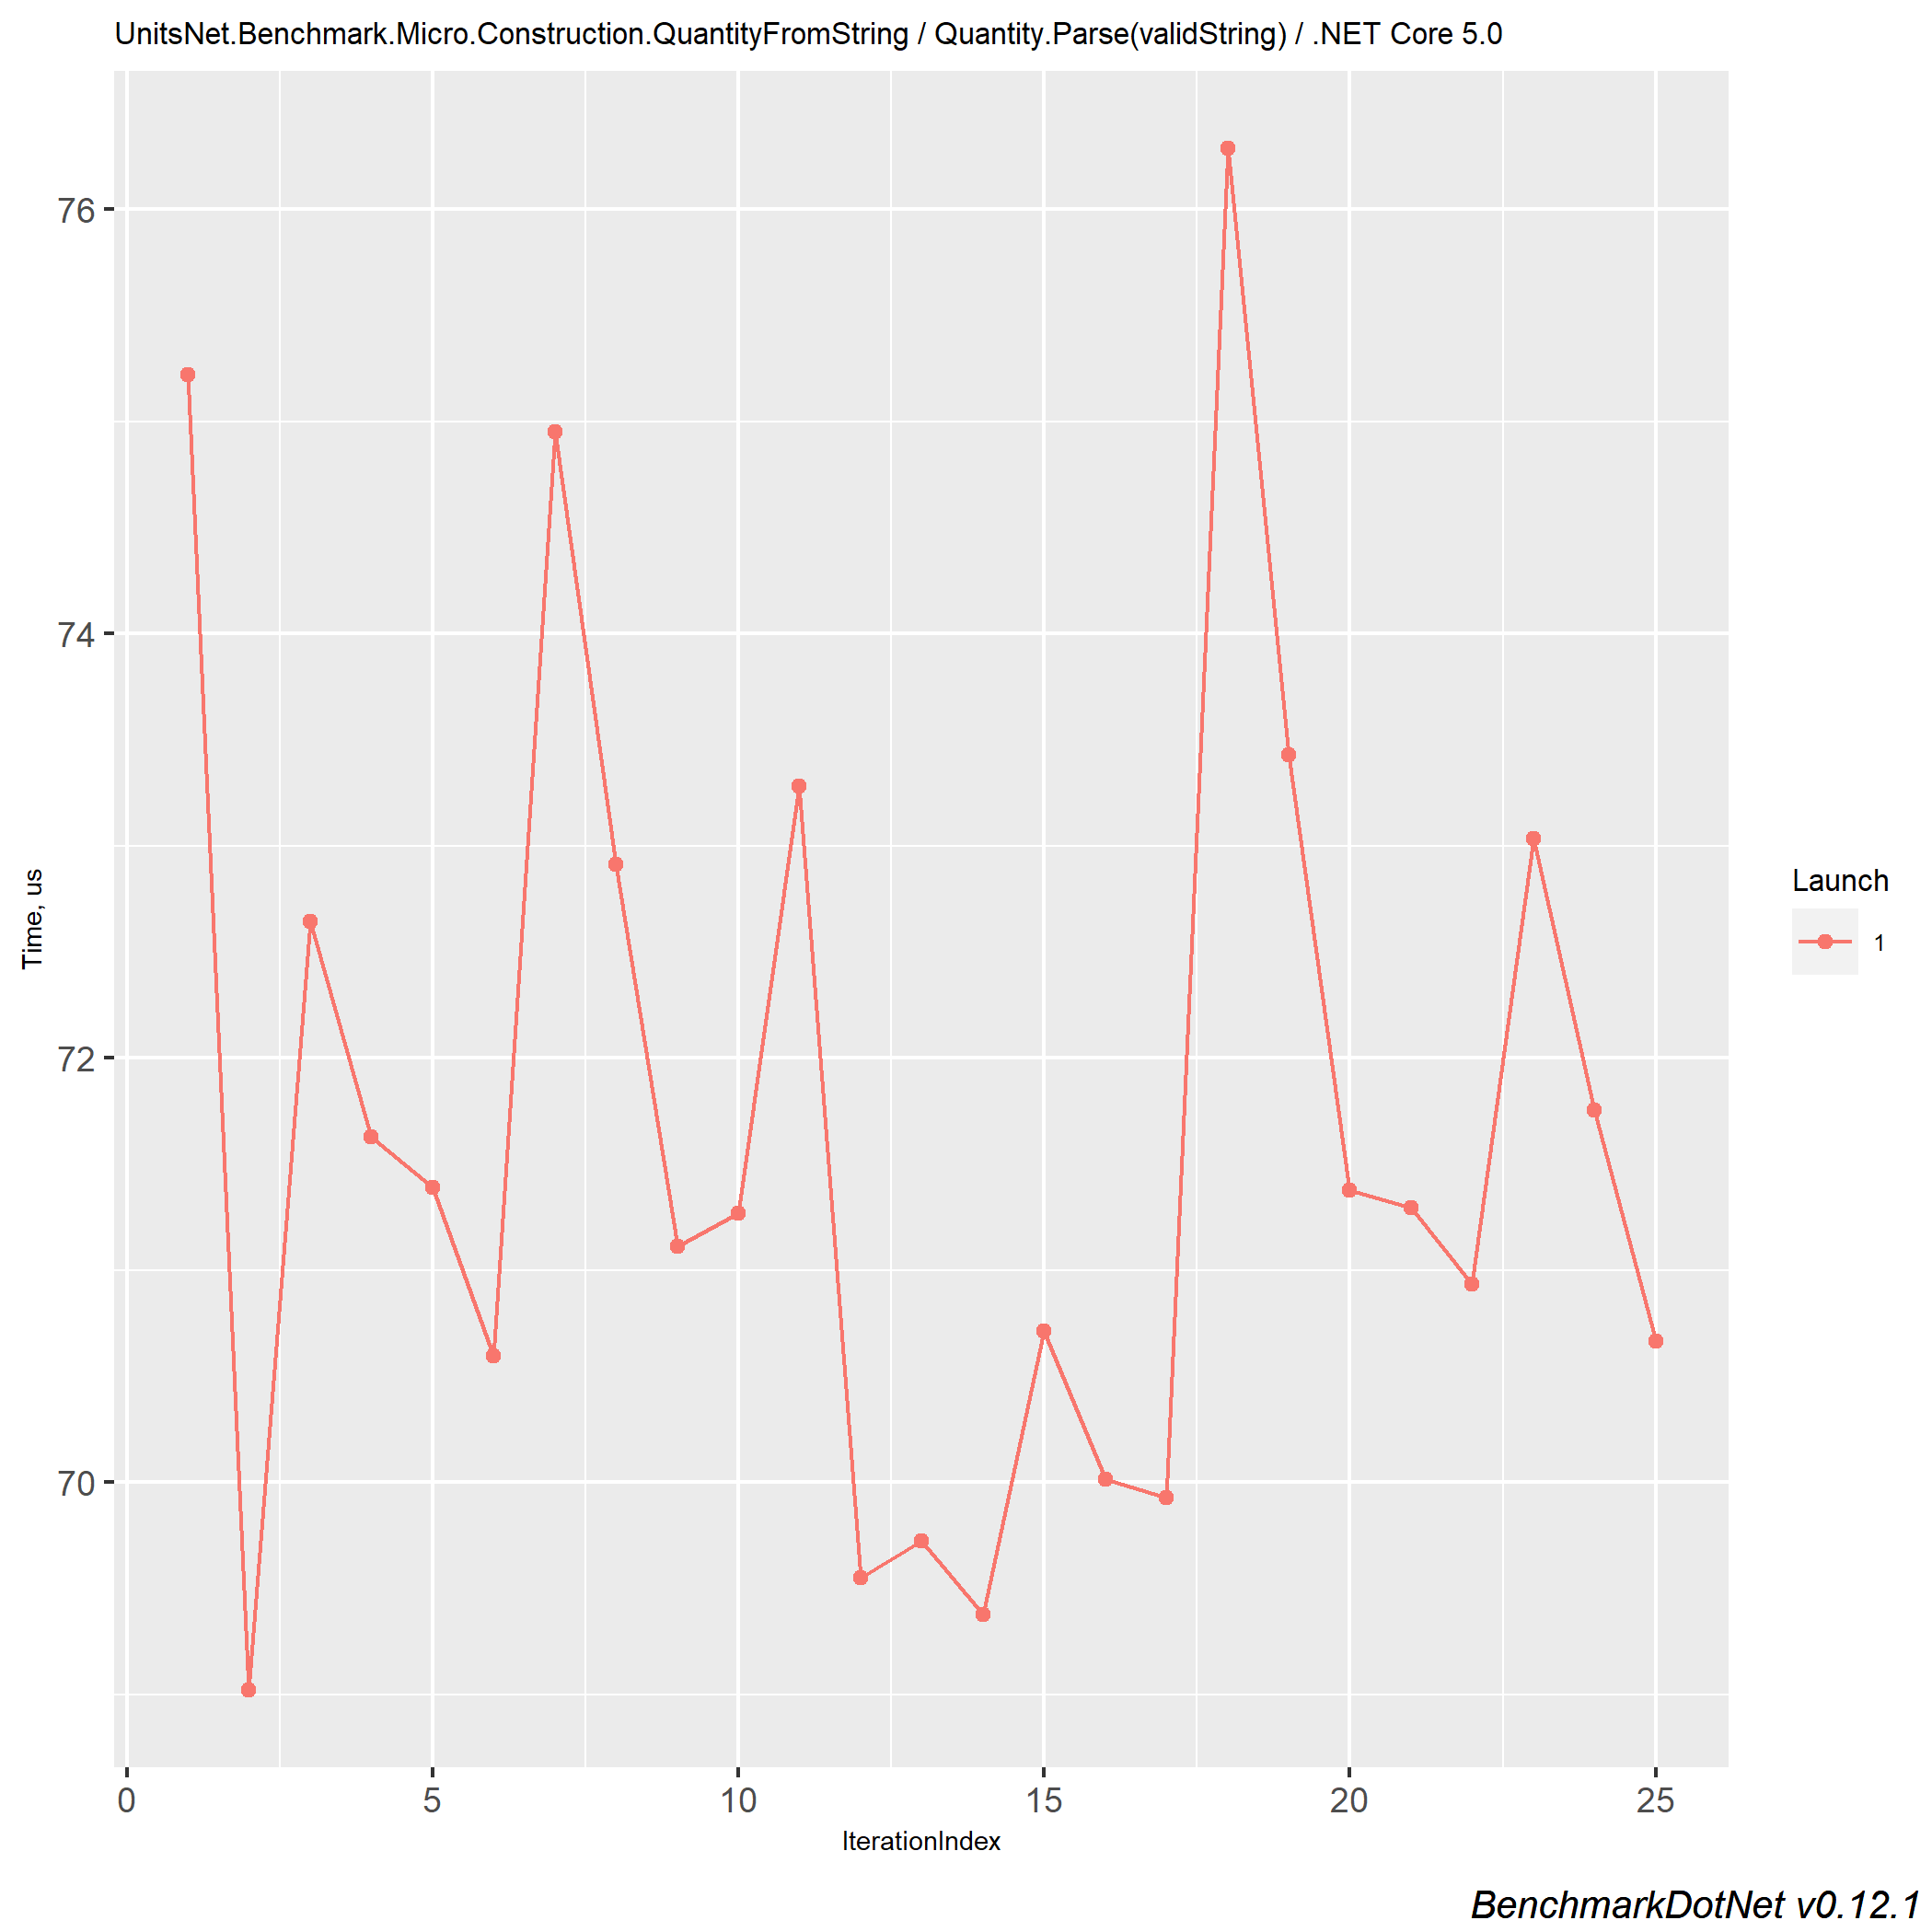 UnitsNet.Benchmark.Micro.Construction.QuantityFromString / Quantity.Parse(validString) / .NET Core 5.0
76
74
72
70
Time, us
0 5 10 15 20 25
IterationIndex
Launch
1
BenchmarkDotNet v0.12.1